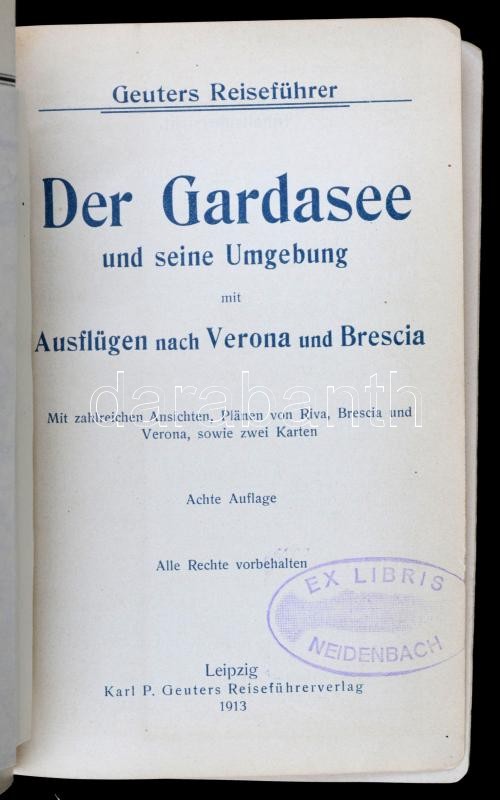 Geuters Reiseführer
Der Gardasee
und seine Umgebung
mit
Ausflügen nach Verona und Brescia
darabanth
Mit zahlreichen Ansichten, Plänen von Riva, Brescia und
Verona, sowie zwei Karten
Achte Auflage
Alle Rechte vorbehalten
EX LIBRIS
NEIDENBACH
Leipzig
Karl P. Geuters Reiseführerverlag
1913